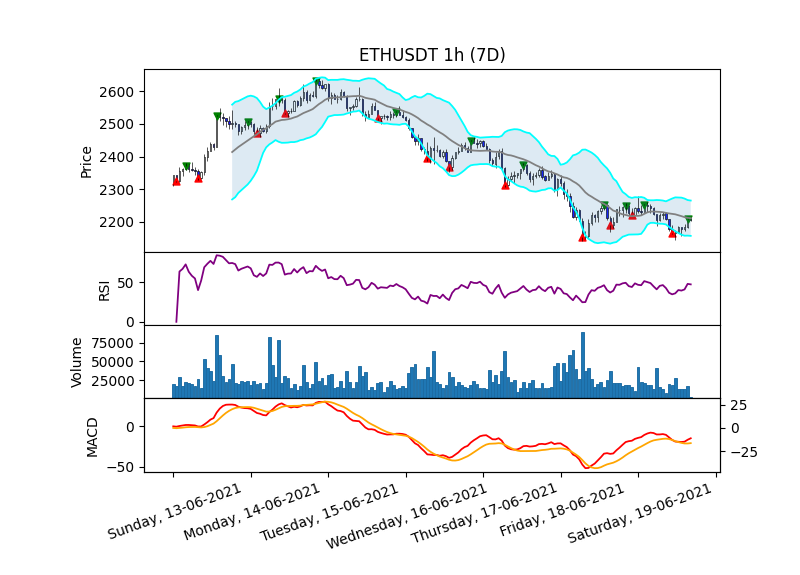 ETHUSDT 1h (7D)
Price
2600
2500
2400
2300
2200
RSI
50
0
Volume
75000
50000
25000
MACD
0
−50
25
0
−25
Sunday, 13-06-2021
Monday, 14-06-2021
Tuesday, 15-06-2021
Wednesday, 16-06-2021
Thursday, 17-06-2021
Friday, 18-06-2021
Saturday, 19-06-2021